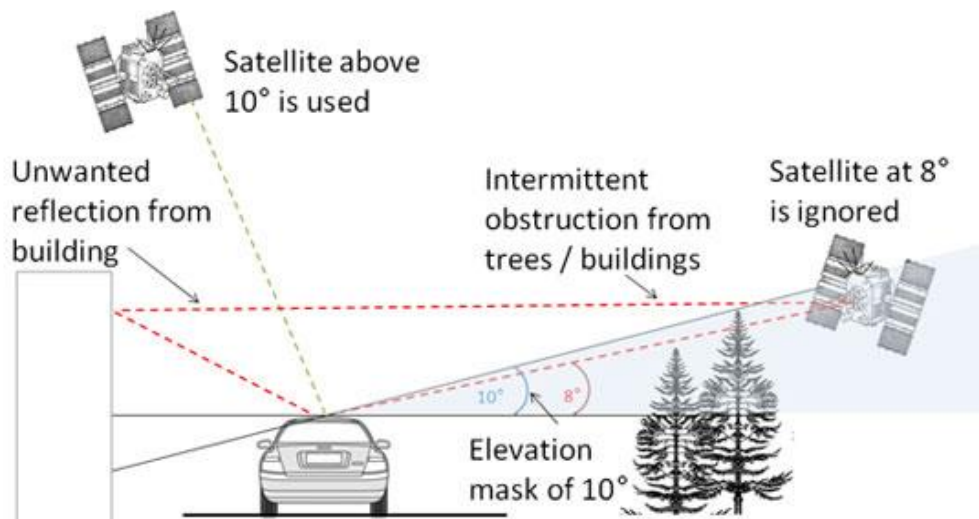 Satellite above
10° is used
Unwanted
reflection from
building
Intermittent
obstruction from
trees / buildings
Satellite at 8°
is ignored
10°
8°
Elevation
mask of 10°